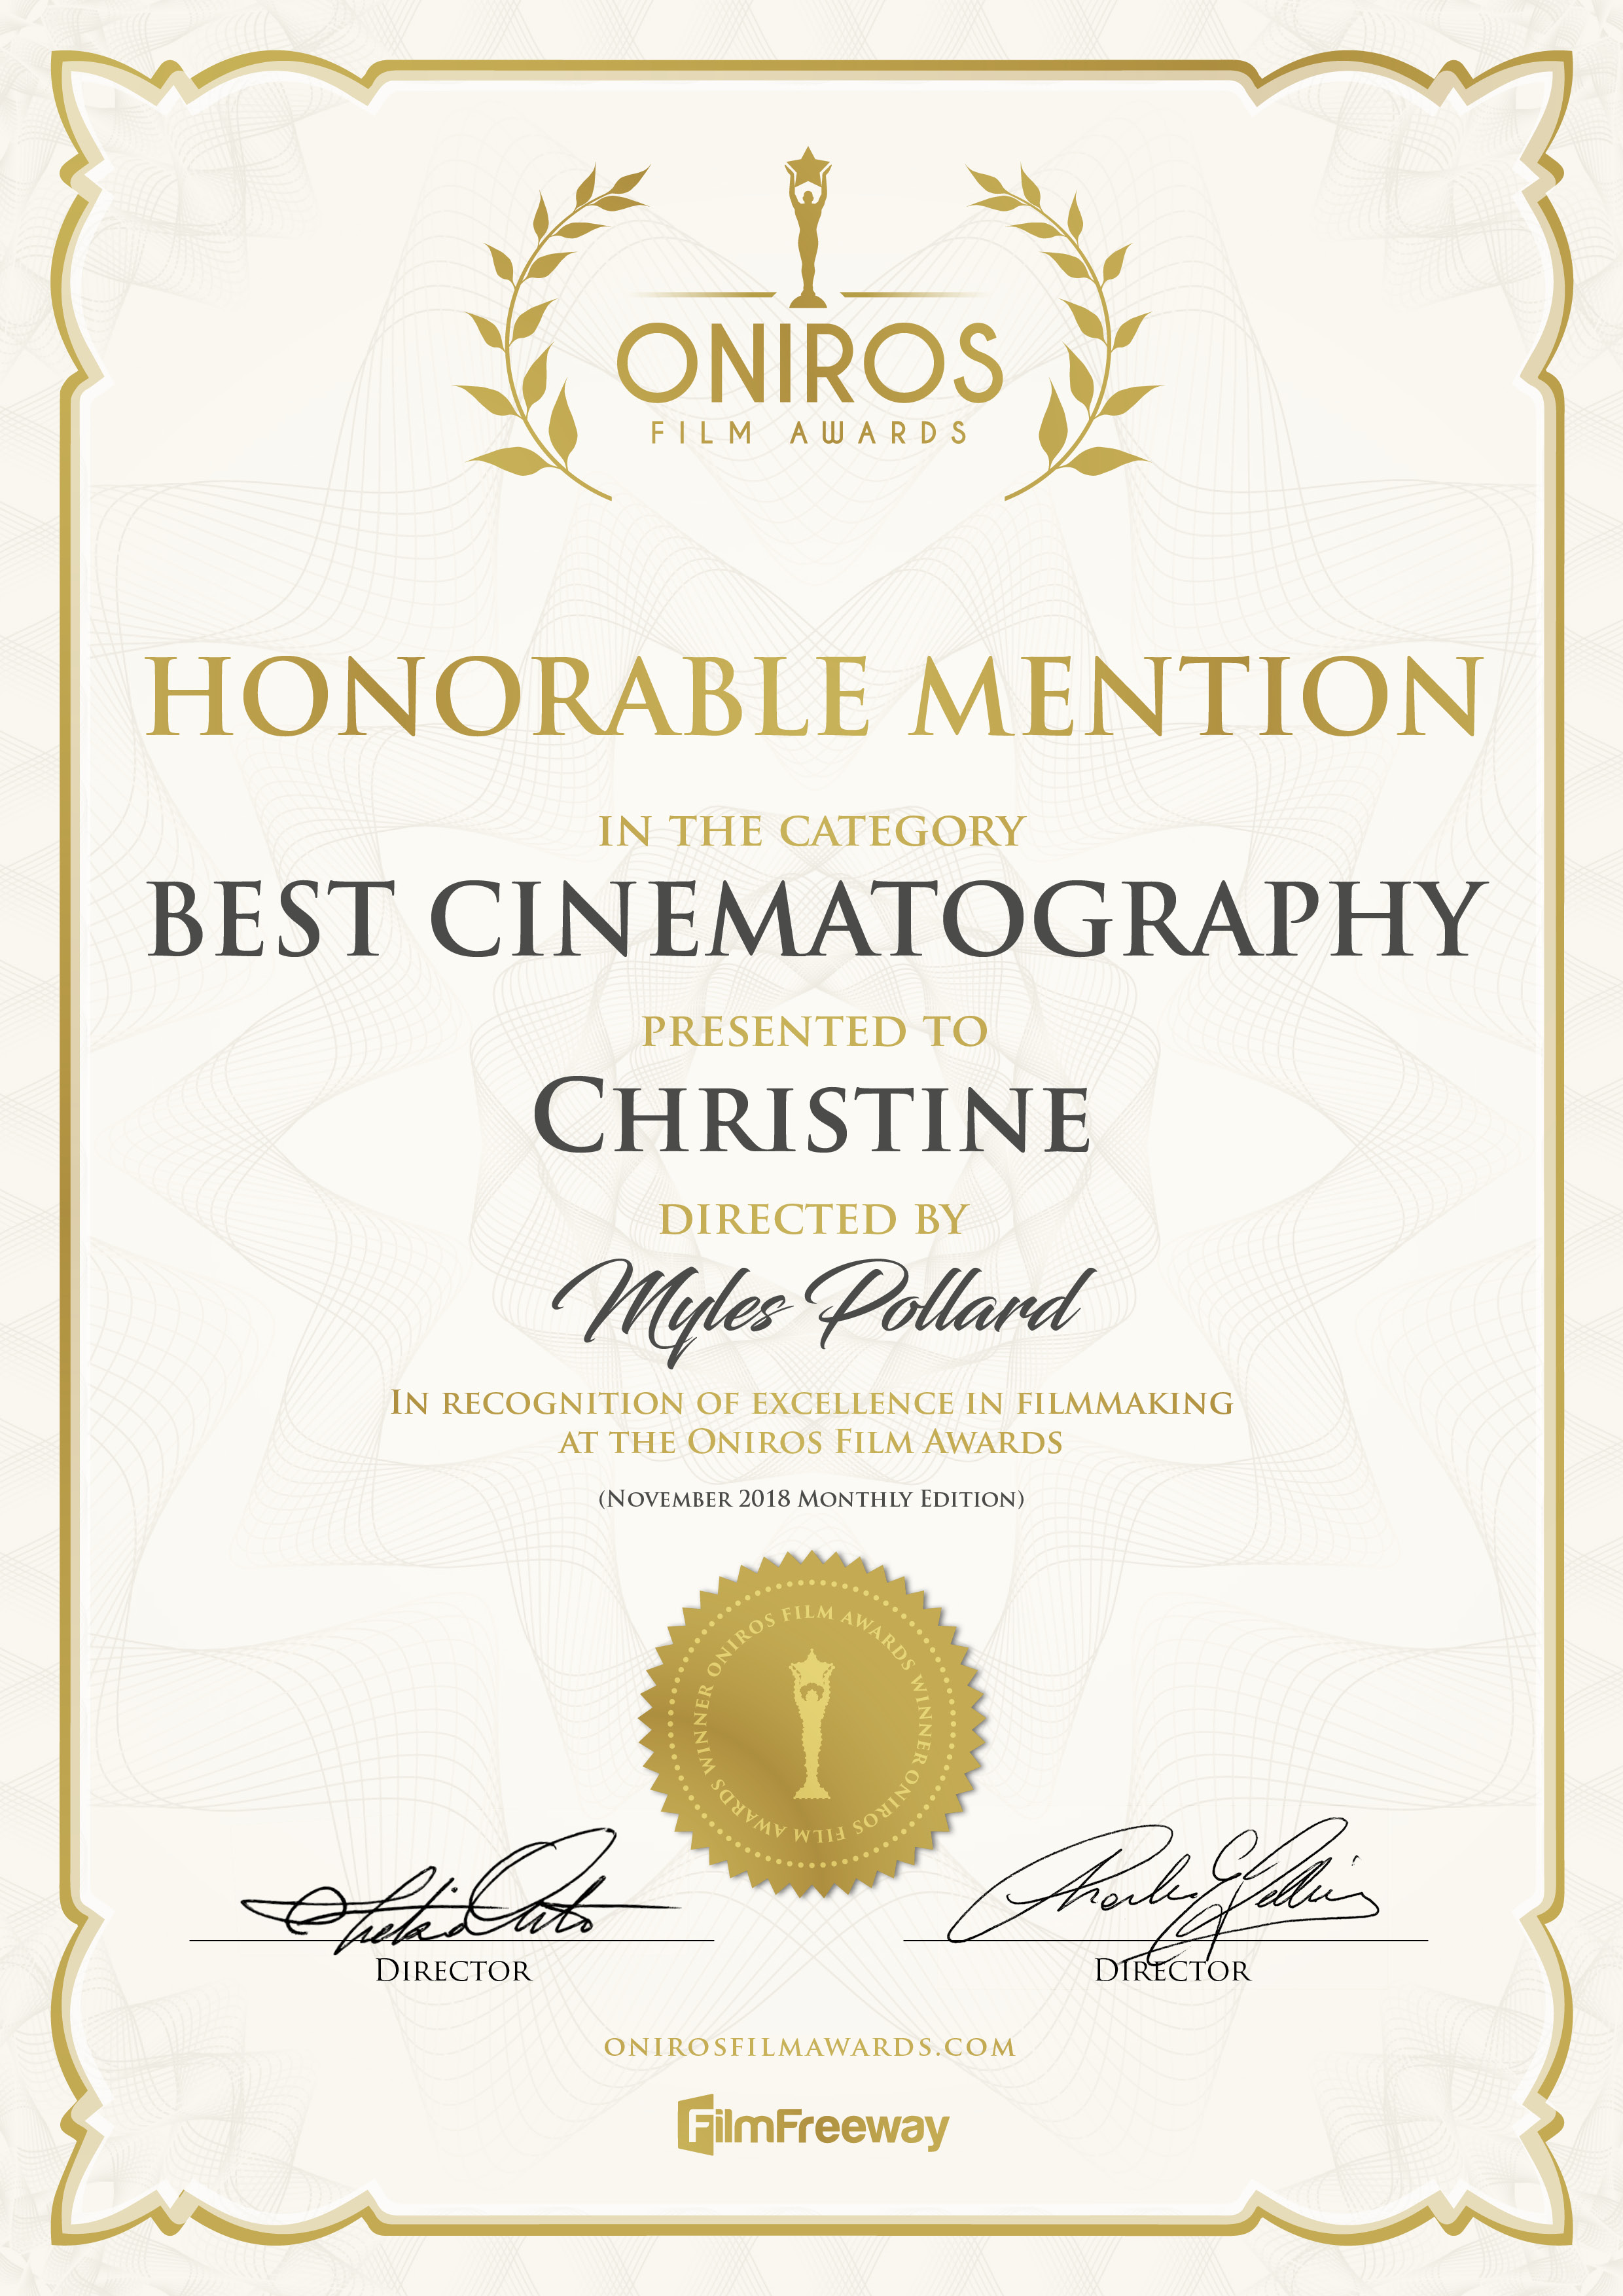 ONIROS
FILM AWARDS
HONORABLE MENTION
IN THE CATEGORY
BEST CINEMATOGRAPHY
PRESENTED TO
CHRISTINE
DIRECTED BY
Myles Pollard
IN RECOGNITION OF EXCELLENCE IN FILMMAKING
AT THE ONIROS FILM AWARDS
(NOVEMBER 2018 MONTHLY EDITION)
ONIROS FILM AWARDS WINNER ONIROS FILM AWARDS WINNER
DIRECTOR
DIRECTOR
ONIROSFILMAWARDS.COM
FilmFreeway